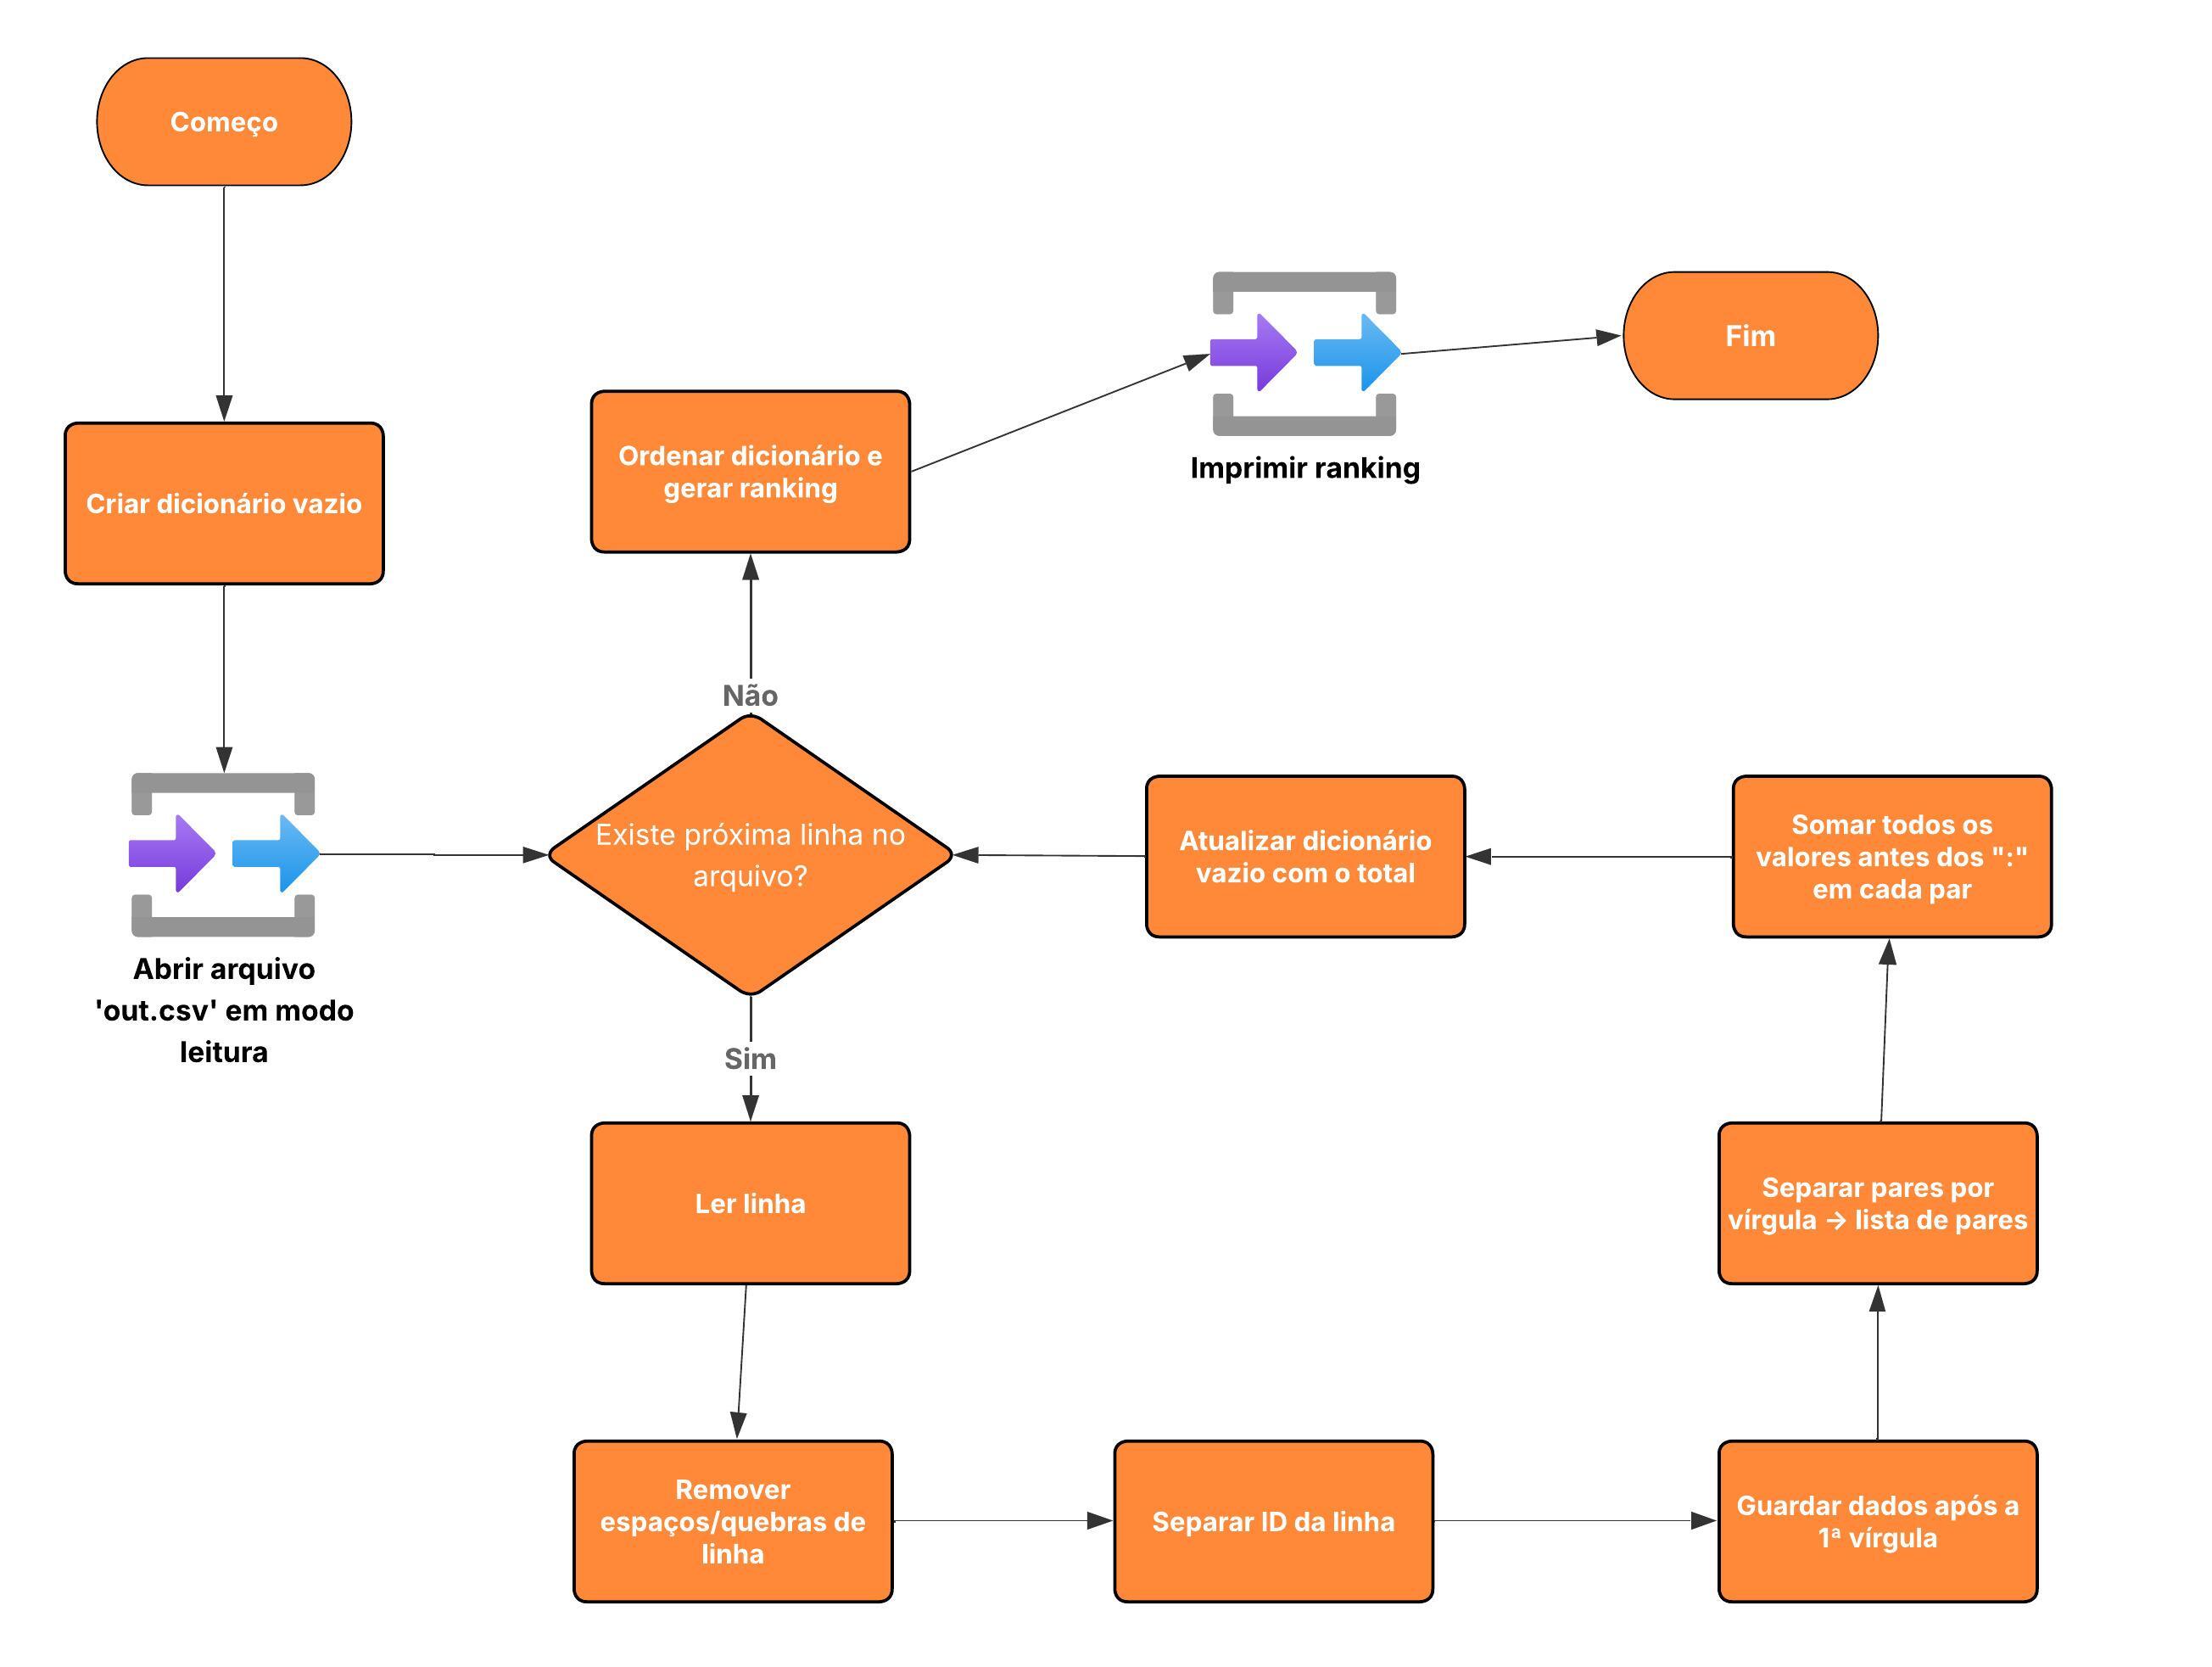 Começo
Criar dicionário vazio
Abrir arquivo
'out.csv' em modo
leitura
Existe próxima linha no
arquivo?
Não
Ordenar dicionário e
gerar ranking
Imprimir ranking
Fim
Sim
Ler linha
Remover
espaços/quebras de
linha
Separar ID da linha
Guardar dados após a
1ª vírgula
Separar pares por
vírgula → lista de pares
Somar todos os
valores antes dos ":"
em cada par
Atualizar dicionário
vazio com o total